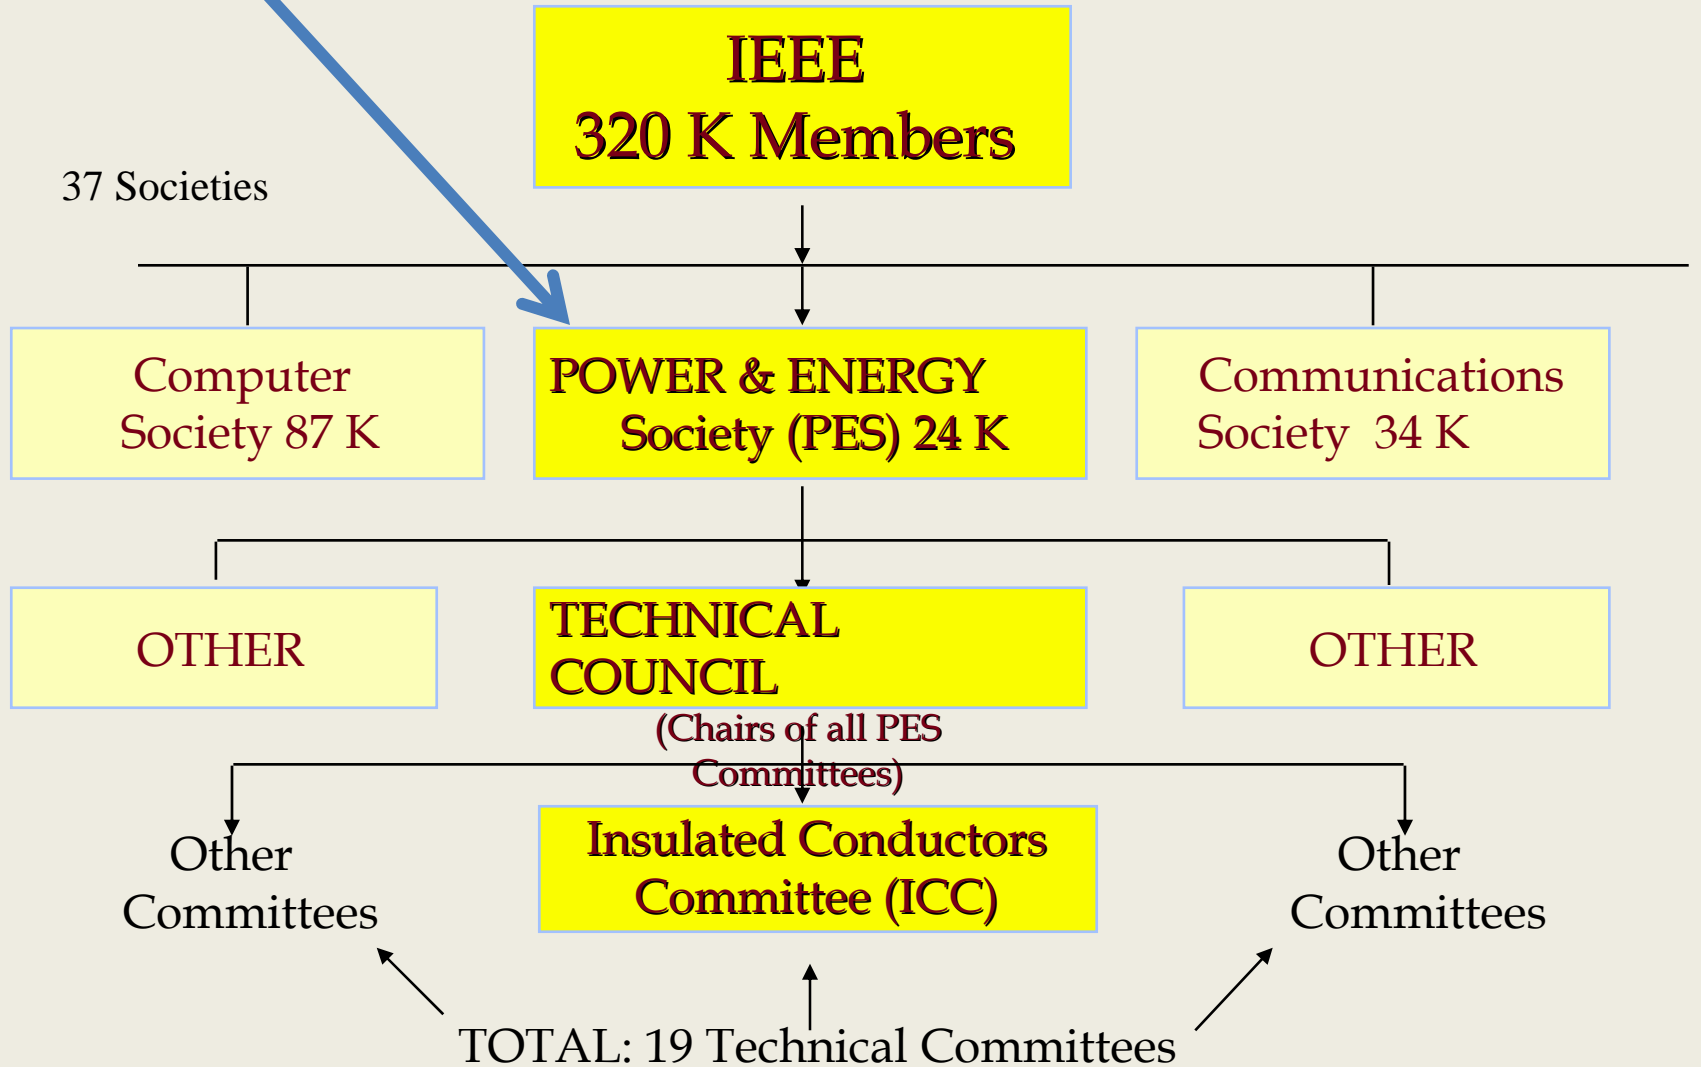 IEEE
320 K Members
37 Societies
Computer
Society 87 K
POWER & ENERGY
Society (PES) 24 K
Communications
Society 34 K
OTHER
TECHNICAL
COUNCIL
(Chairs of all PES
Committees)
OTHER
Other
Committees
Insulated Conductors
Committee (ICC)
Other
Committees
TOTAL: 19 Technical Committees